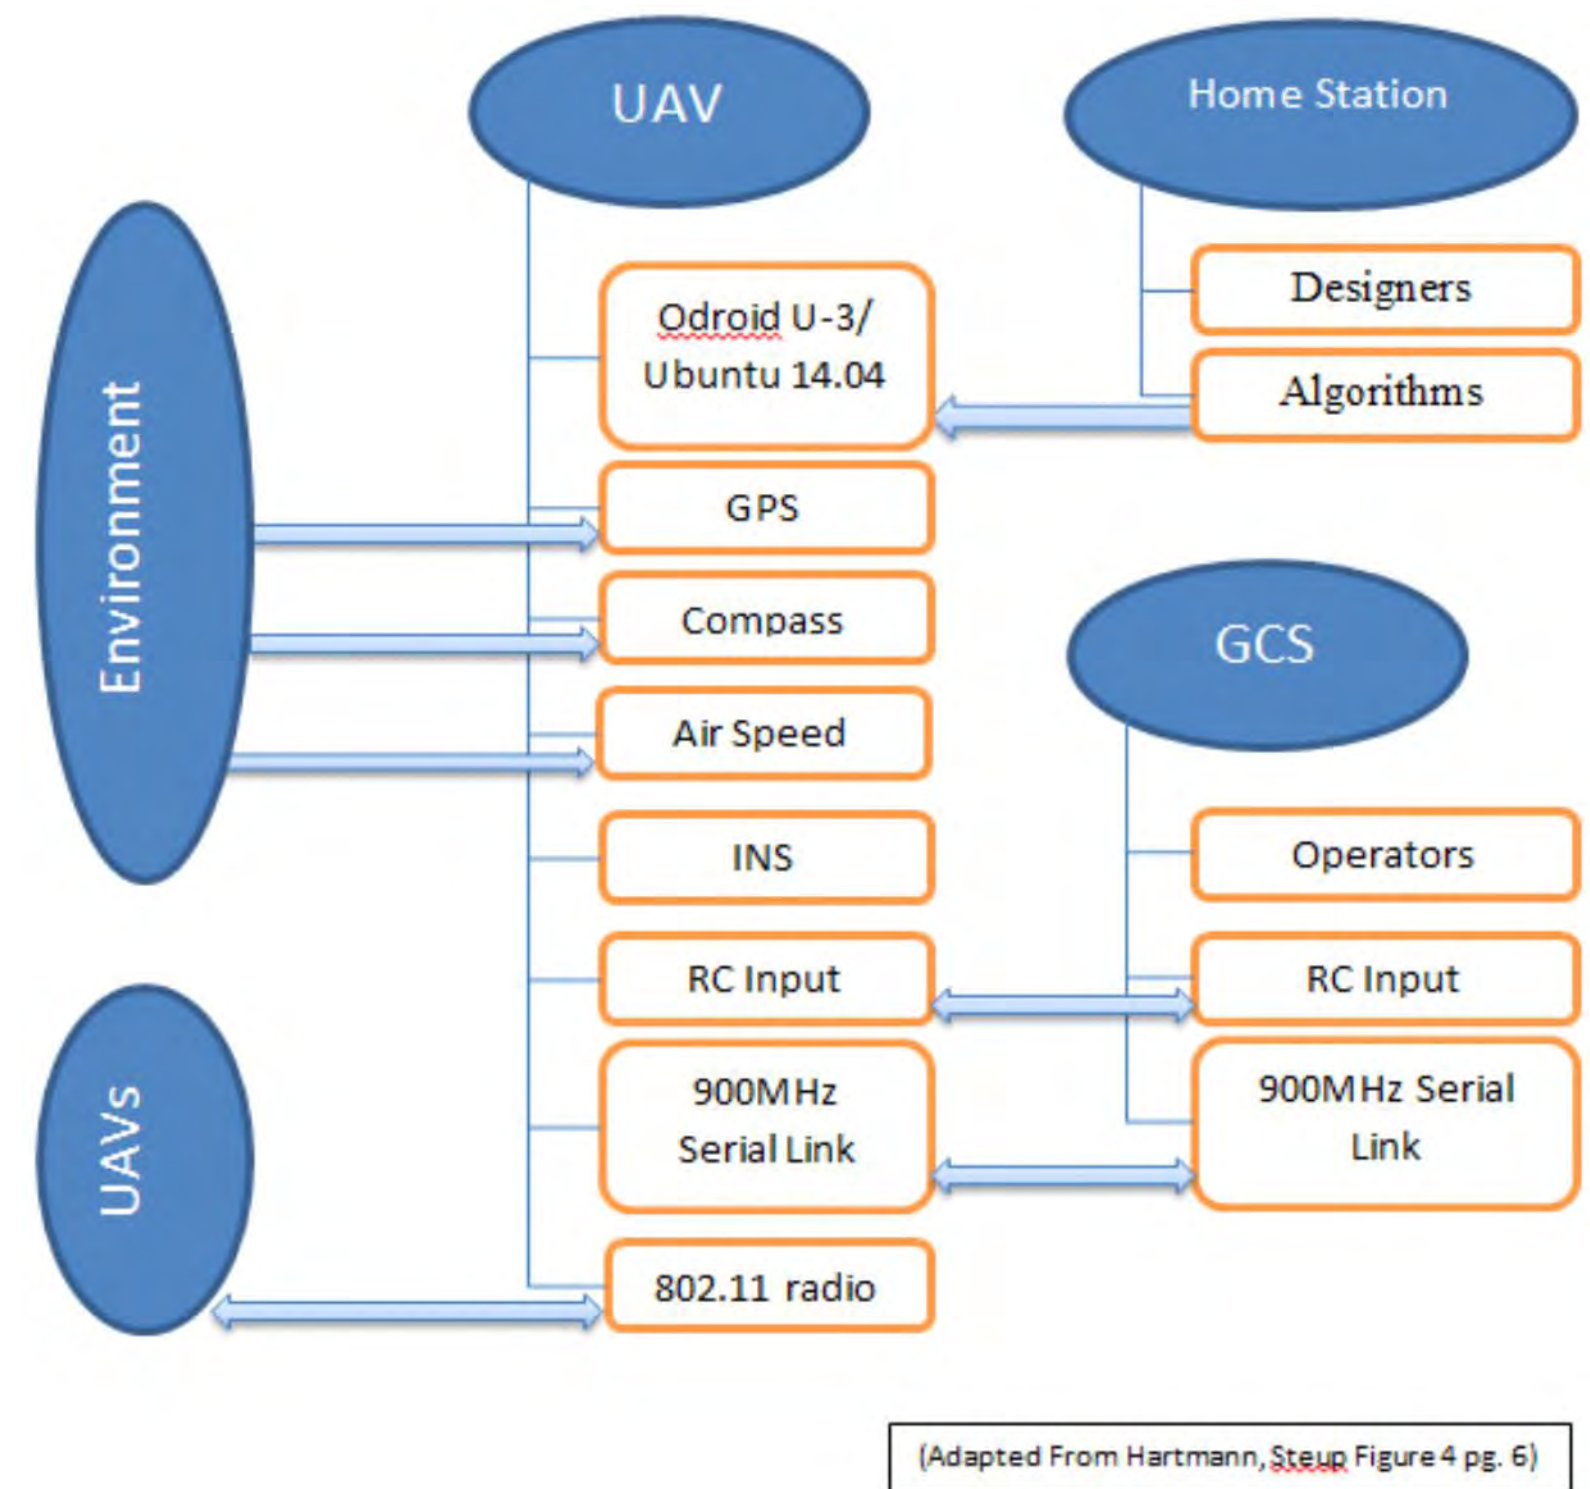 UAV
Home Station
Environment
UAVs
Odroid U-3/
Ubuntu 14.04
GPS
Compass
Air Speed
INS
RC Input
900MHz
Serial Link
802.11 radio
Designers
Algorithms
GCS
Operators
RC Input
900MHz Serial
Link
(Adapted From Hartmann, Steup Figure 4 pg. 6)